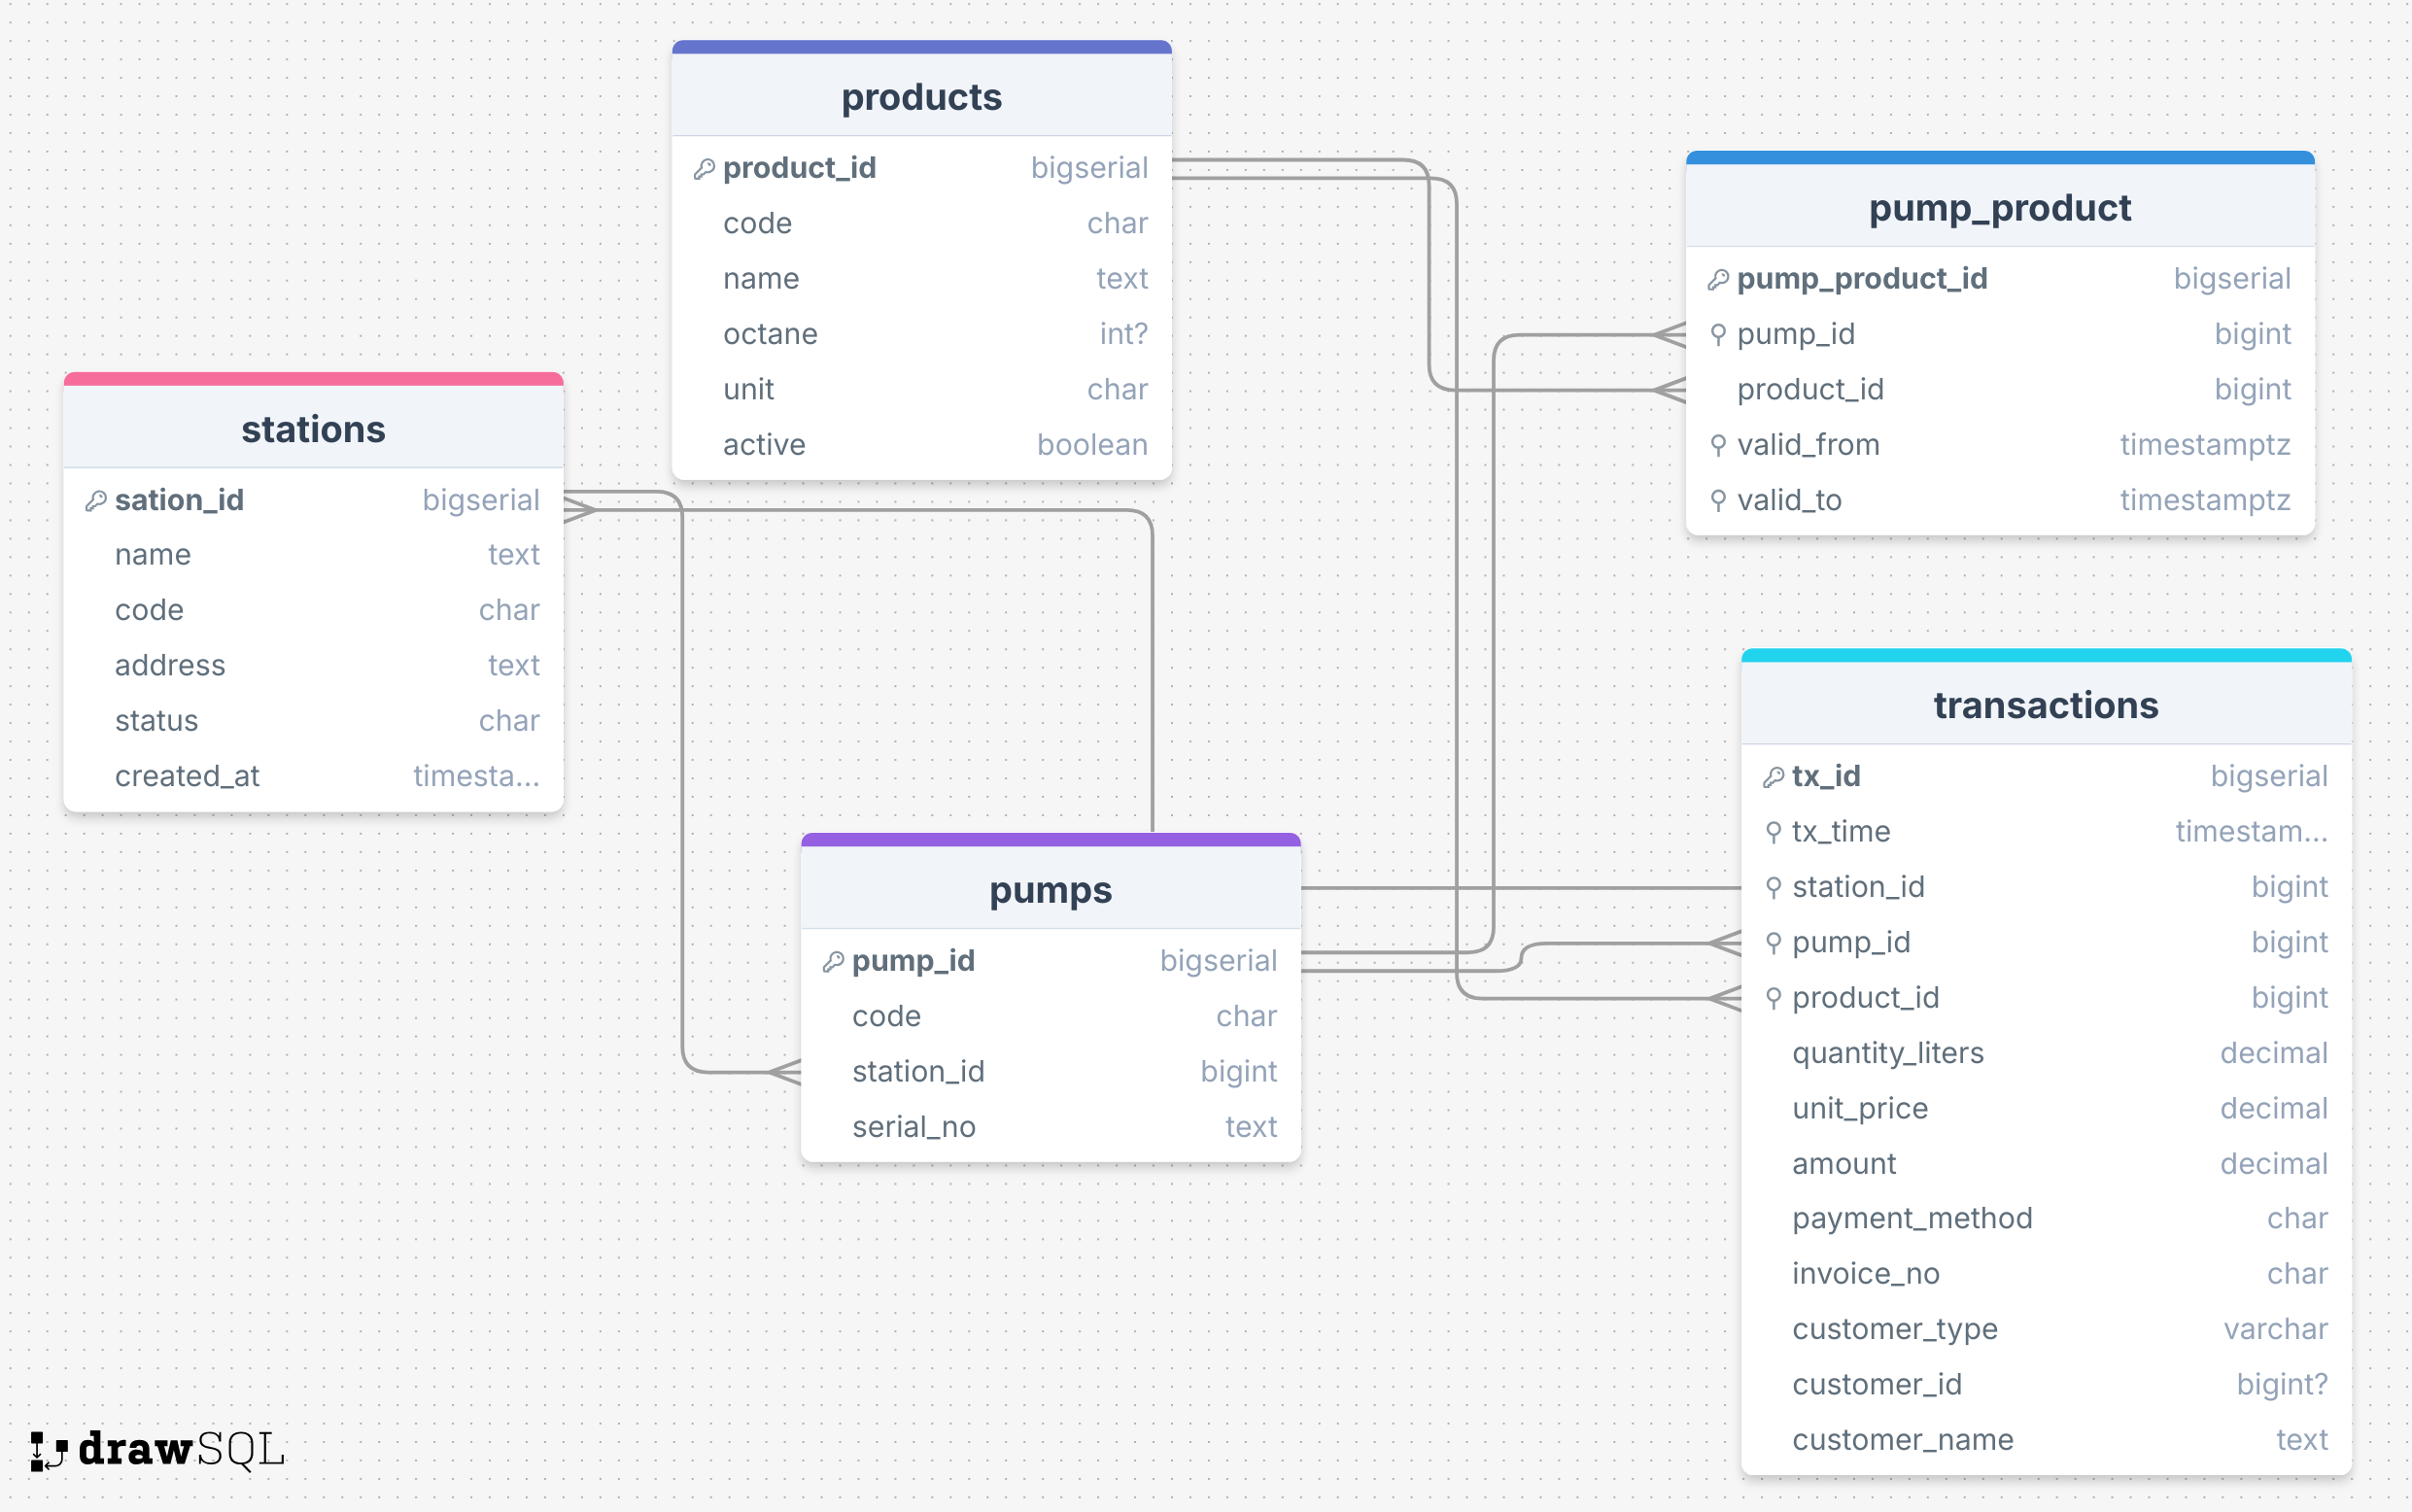 products
product_id bigserial
code char
name text
octane int?
unit char
active boolean
pump_product
pump_product_id bigserial
pump_id bigint
product_id bigint
valid_from timestamptz
valid_to timestamptz
stations
sation_id bigserial
name text
code char
address text
status char
created_at timesta...
transactions
tx_id bigserial
tx_time timestam...
station_id bigint
pump_id bigint
product_id bigint
quantity_liters decimal
unit_price decimal
amount decimal
payment_method char
invoice_no char
customer_type varchar
customer_id bigint?
customer_name text
pumps
pump_id bigserial
code char
station_id bigint
serial_no text
drawSQL